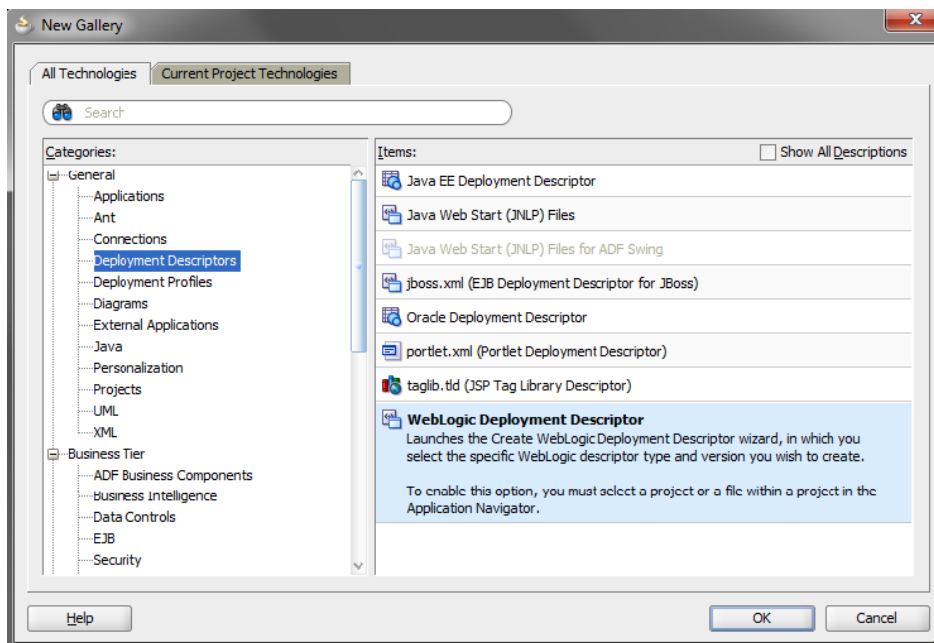 New Gallery
All Technologies
Current Project Technologies
Search
Categories:
General
Applications
Ant
Connections
Deployment Descriptors
Deployment Profiles
Diagrams
External Applications
Java
Personalization
Projects
UML
XML
Business Tier
ADF Business Components
Business Intelligence
Data Controls
EJB
Security
Items:
Show All Descriptions
Java EE Deployment Descriptor
Java Web Start (JNLP) Files
Java Web Start (JNLP) Files for ADF Swing
jboss.xml (EJB Deployment Descriptor for JBoss)
Oracle Deployment Descriptor
portlet.xml (Portlet Deployment Descriptor)
taglib.tld (JSP Tag Library Descriptor)
WebLogic Deployment Descriptor
Launches the Create WebLogic Deployment Descriptor wizard, in which you
select the specific WebLogic descriptor type and version you wish to create.
To enable this option, you must select a project or a file within a project in the
Application Navigator.
Help
OK
Cancel